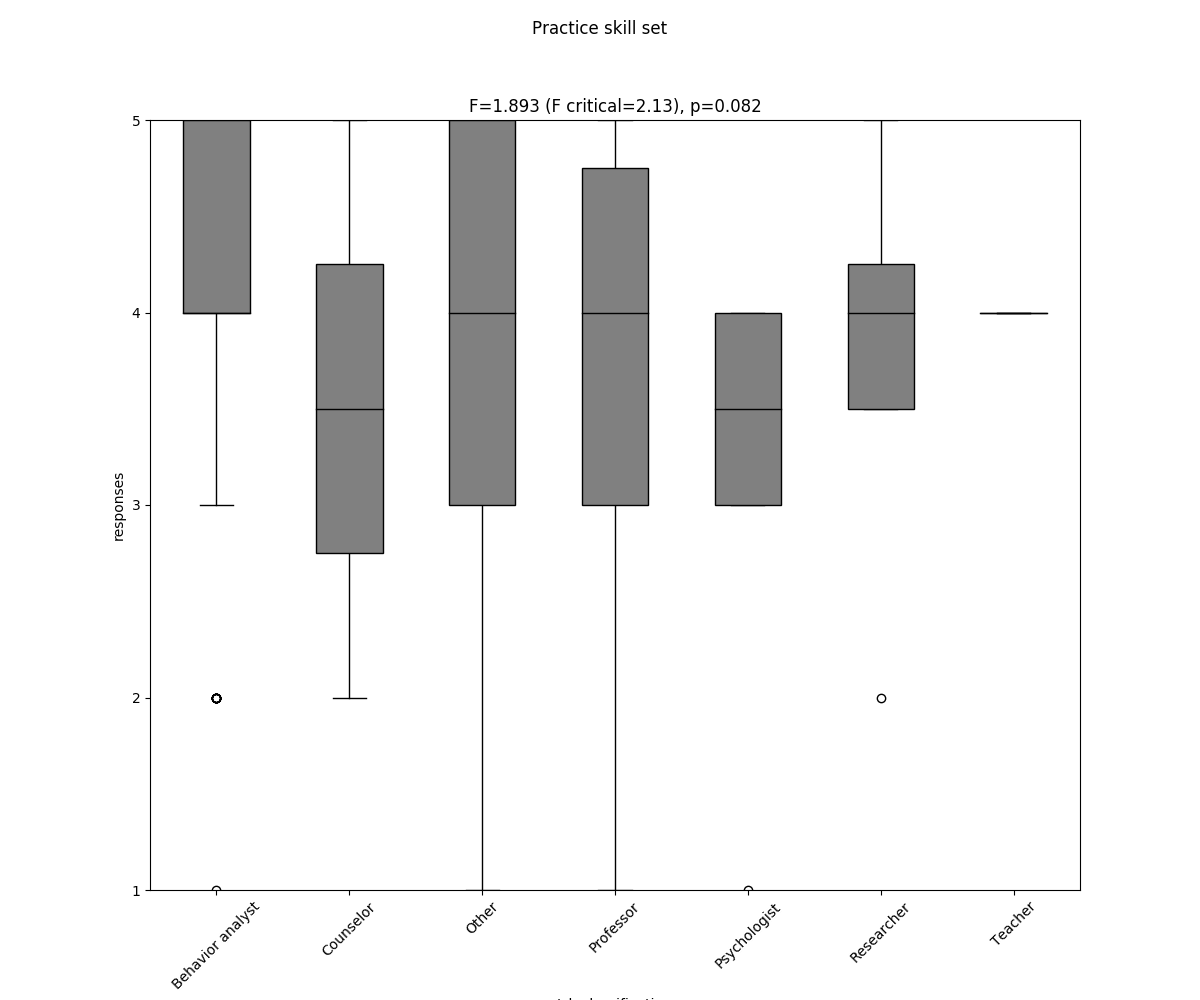 Practice skill set
F=1.893 (F critical=2.13), p=0.082
5
4
3
2
1
responses
Behavior analyst
Counselor
Other
Professor
Psychologist
Researcher
Teacher